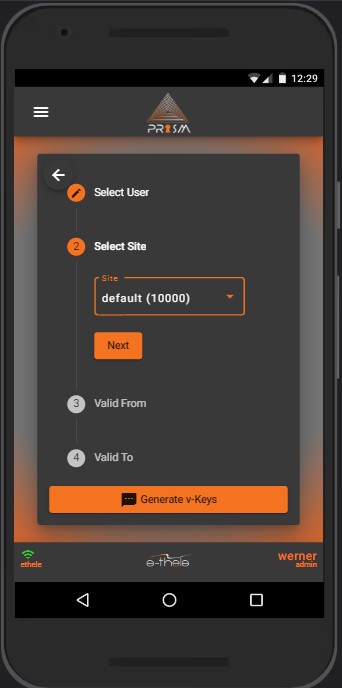 12:29
PRISM
Select User
2 Select Site
Site
default (10000)
Next
3 Valid From
4 Valid To
Generate v-Keys
ethele
e-thele
werner
admin